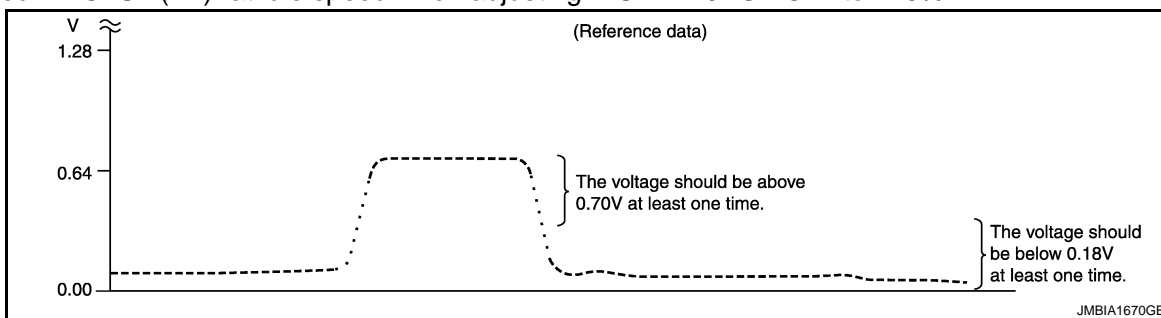 V
(Reference data)
1.28
0.64
The voltage should be above
0.70V at least one time.
The voltage should
be below 0.18V
at least one time.
0.00
JMBIA1670GE